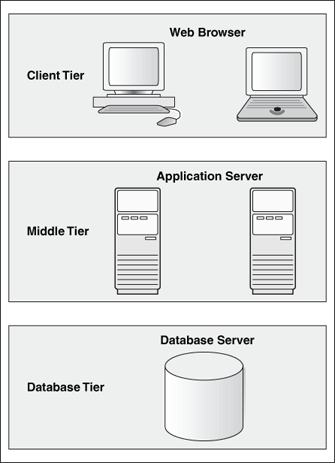 Web Browser
Client Tier
Application Server
Middle Tier
Database Server
Database Tier